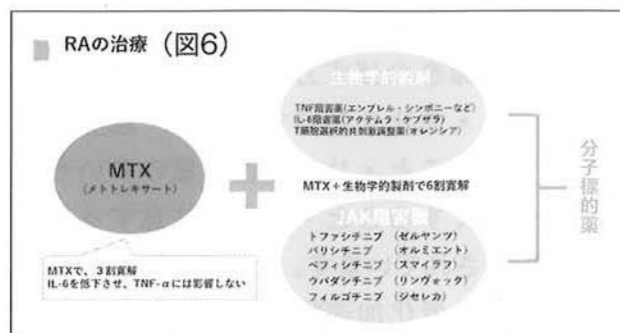 RAの治療（図6）
生物学的製剤
TNF阻害薬(エンブレル・シンポニーなど)
IL-6阻害薬(アクテムラ・ケブザラ)
T細胞選択的共刺激調整薬(オレンシア)
MTX
(メトトレキサート)
MTX＋生物学的製剤で6割寛解
分子標的薬
JAK阻害薬
トファシチニブ （ゼルヤンツ）
バリシチニブ （オルミエント）
ペフィシチニブ （スマイラフ）
ウパダシチニブ （リンヴォック）
フィルゴチニブ （ジセレカ）
MTXで、3割寛解
IL-6を低下させ、TNF-αには影響しない